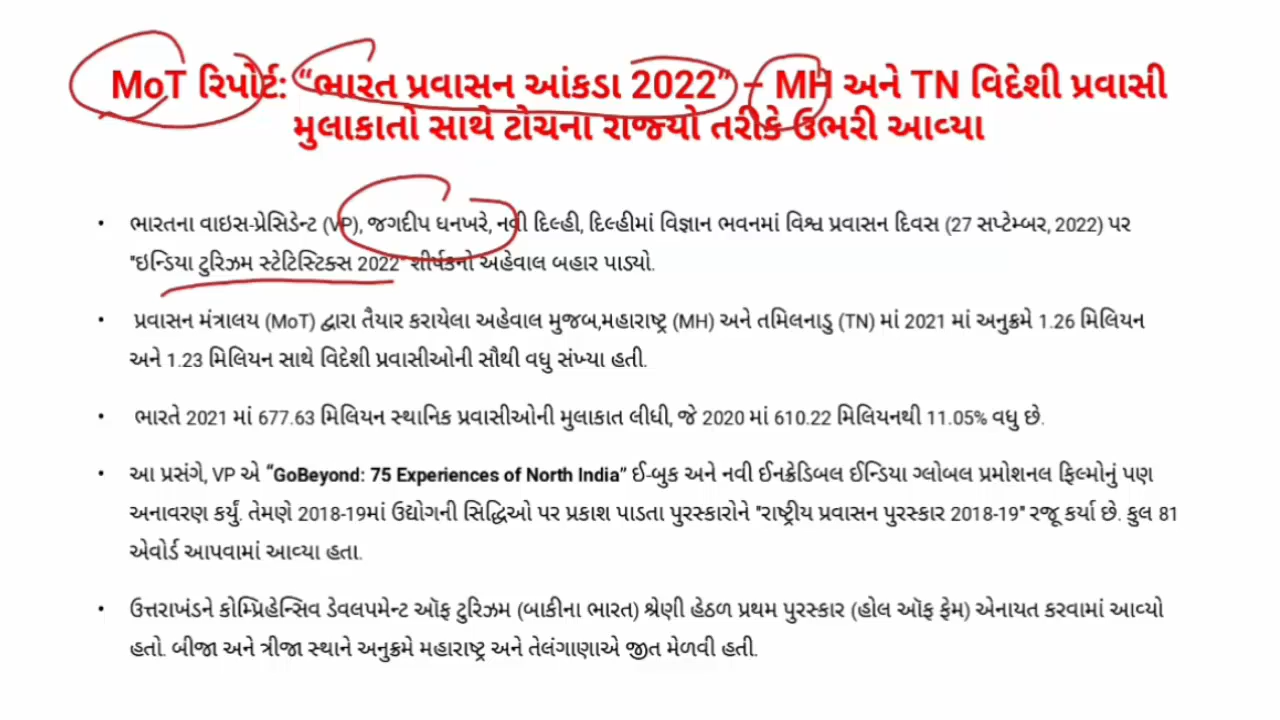 MoT રિપોર્ટ: “ભારત પ્રવાસન આંકડા 2022” – MH અને TN વિદેશી પ્રવાસી
મુલાકાતો સાથે ટોચના રાજ્યો તરીકે ઉભરી આવ્યા
• ભારતના વાઇસ-પ્રેસિડેન્ટ (VP), જગદીપ ધનખરે, નવી દિલ્હી, દિલ્હીમાં વિજ્ઞાન ભવનમાં વિશ્વ પ્રવાસન દિવસ (27 સપ્ટેમ્બર, 2022) પર
"ઇન્ડિયા ટુરિઝમ સ્ટેટિસ્ટિક્સ 2022" શીર્ષકનો અહેવાલ બહાર પાડ્યો.
• પ્રવાસન મંત્રાલય (MoT) દ્વારા તૈયાર કરાયેલા અહેવાલ મુજબ,મહારાષ્ટ્ર (MH) અને તમિલનાડુ (TN) માં 2021 માં અનુક્રમે 1.26 મિલિયન
અને 1.23 મિલિયન સાથે વિદેશી પ્રવાસીઓની સૌથી વધુ સંખ્યા હતી.
• ભારતે 2021 માં 677.63 મિલિયન સ્થાનિક પ્રવાસીઓની મુલાકાત લીધી, જે 2020 માં 610.22 મિલિયનથી 11.05% વધુ છે.
• આ પ્રસંગે, VP એ “GoBeyond: 75 Experiences of North India” ઈ-બુક અને નવી ઈનક્રેડિબલ ઈન્ડિયા ગ્લોબલ પ્રમોશનલ ફિલ્મોનું પણ
અનાવરણ કર્યું. તેમણે 2018-19માં ઉદ્યોગની સિદ્ધિઓ પર પ્રકાશ પાડતા પુરસ્કારોને "રાષ્ટ્રીય પ્રવાસન પુરસ્કાર 2018-19" રજૂ કર્યા છે. કુલ 81
એવોર્ડ આપવામાં આવ્યા હતા.
• ઉત્તરાખંડને કોમ્પ્રિહેન્સિવ ડેવલપમેન્ટ ઑફ ટુરિઝમ (બાકીના ભારત) શ્રેણી હેઠળ પ્રથમ પુરસ્કાર (હોલ ઑફ ફેમ) એનાયત કરવામાં આવ્યો
હતો. બીજા અને ત્રીજા સ્થાને અનુક્રમે મહારાષ્ટ્ર અને તેલંગાણાએ જીત મેળવી હતી.